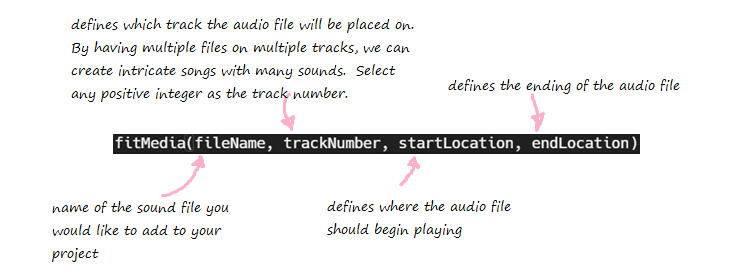 defines which track the audio file will be placed on.
By having multiple files on multiple tracks, we can
create intricate songs with many sounds. Select
any positive integer as the track number.
defines the ending of the audio file
fitMedia(fileName, trackNumber, startLocation, endLocation)
name of the sound file you
would like to add to your
project
defines where the audio file
should begin playing